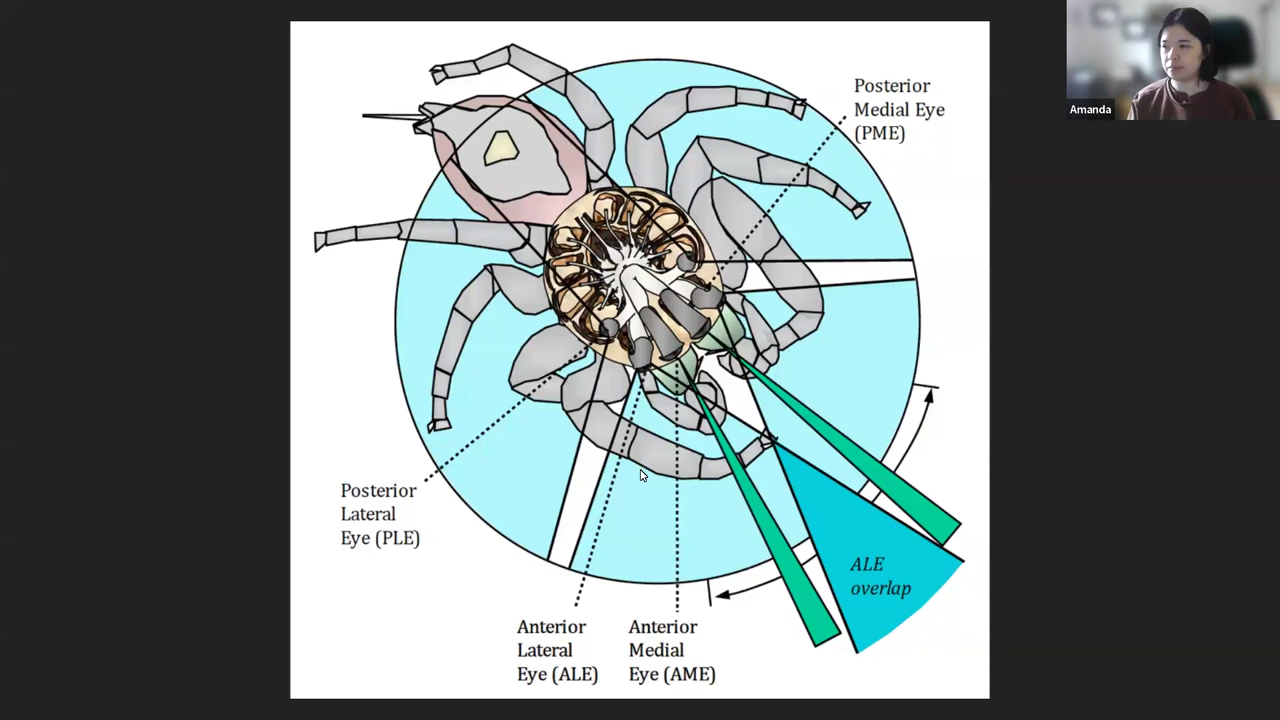 Posterior
Medial Eye
(PME)
Amanda
Posterior
Lateral
Eye (PLE)
ALE
overlap
Anterior
Lateral
Eye (ALE)
Anterior
Medial
Eye (AME)